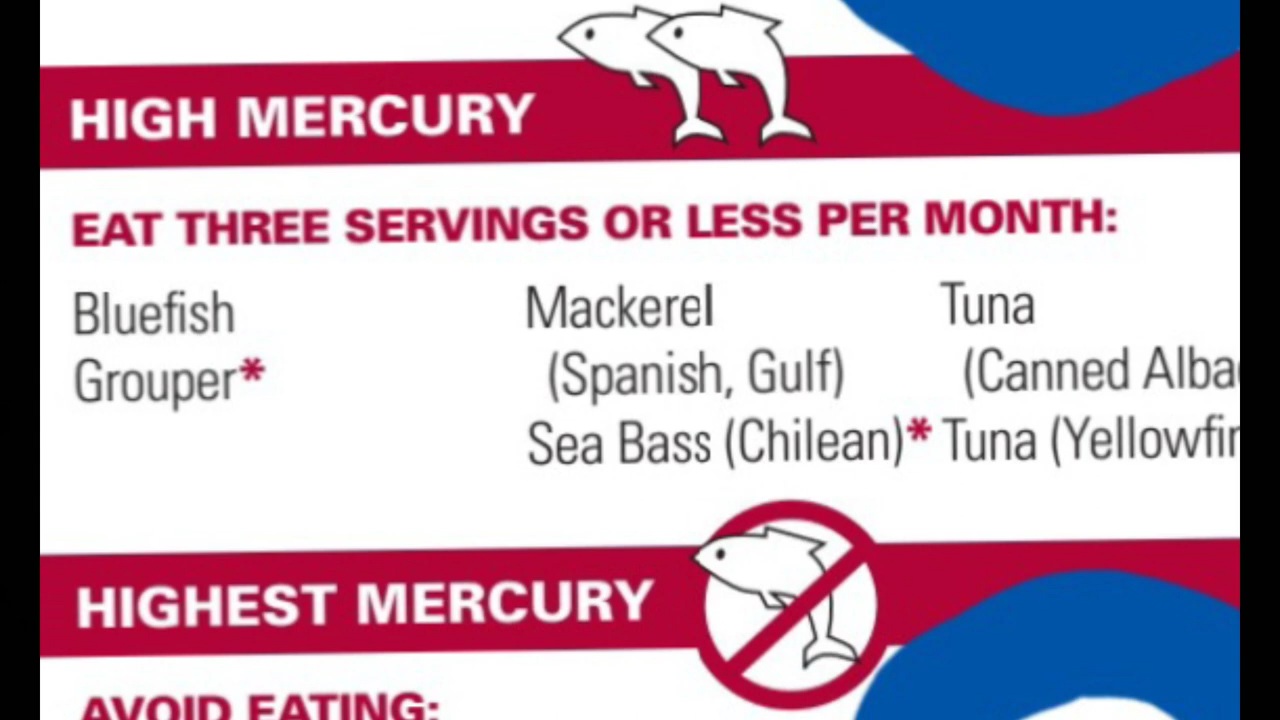 HIGH MERCURY
EAT THREE SERVINGS OR LESS PER MONTH:
Bluefish
Grouper*
Mackerel
(Spanish, Gulf)
Sea Bass (Chilean)*
Tuna
(Canned
Tuna
HIGHEST MERCURY
AVOID EATING: